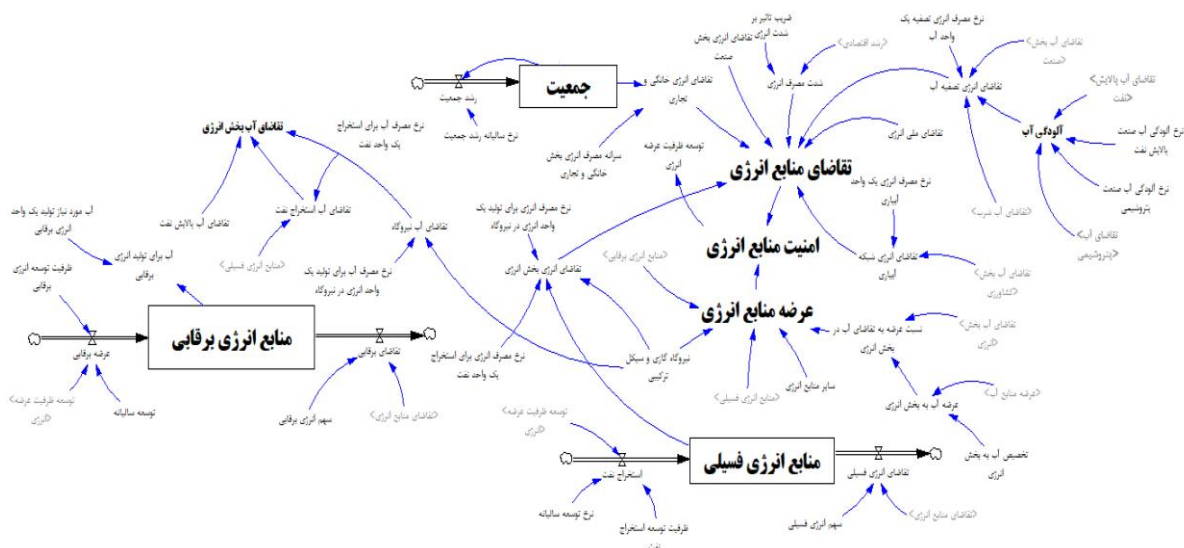 ضریب تاثیر بر
شدت انرژی
نرخ مصرف انرژی تصفیه یک
واحد آب
تقاضای انرژی بخش
صنعت
<رشد اقتصادی>
<تقاضای آب بخش
صنعت>
جمعیت
رشد جمعیت
نرخ سالیانه رشد جمعیت
تقاضای انرژی خانگی و
تجاری
شدت مصرف انرژی
تقاضای انرژی تصفیه آب
<تقاضای آب پالایش
نفت>
آلودگی آب
نرخ آلودگی آب صنعت
پالایش نفت
نرخ آلودگی آب صنعت
پتروشیمی
<تقاضای آب
پتروشیمی>
<تقاضای آب شرب>
تقاضای ملی انرژی
تقاضای آب بخش انرژی
نرخ مصرف آب برای استخراج
یک واحد نفت
سرانه مصرف انرژی بخش
خانگی و تجاری
توسعه ظرفیت عرضه
انرژی
تقاضای منابع انرژی
نرخ مصرف انرژی یک واحد
آبیاری
آب مورد نیاز تولید یک واحد
انرژی برقابی
تقاضای آب پالایش نفت
تقاضای آب استخراج نفت
تقاضای آب نیروگاه
نرخ مصرف انرژی برای تولید یک
واحد انرژی در نیروگاه
امنیت منابع انرژی
تقاضای انرژی شبکه
آبیاری
<تقاضای آب بخش
کشاورزی>
آب برای تولید انرژی
برقابی
<منابع انرژی فسیلی>
نرخ مصرف آب برای تولید یک
واحد انرژی در نیروگاه
تقاضای انرژی بخش انرژی
<منابع انرژی برقابی>
ظرفیت توسعه انرژی
برقابی
عرضه منابع انرژی
نسبت عرضه به تقاضای آب در
بخش انرژی
<تقاضای آب بخش
انرژی>
منابع انرژی برقابی
عرضه برقابی
تقاضای برقابی
نرخ مصرف انرژی برای استخراج
یک واحد نفت
نیروگاه گازی و سیکل
ترکیبی
<منابع انرژی فسیلی>
سایر منابع انرژی
عرضه آب به بخش انرژی
<عرضه منابع آب>
<توسعه ظرفیت عرضه
انرژی>
توسعه سالیانه
سهم انرژی برقابی
<تقاضای منابع انرژی>
<توسعه ظرفیت عرضه
انرژی>
تخصیص آب به بخش
انرژی
منابع انرژی فسیلی
استخراج نفت
تقاضای انرژی فسیلی
نرخ توسعه سالیانه
ظرفیت توسعه استخراج
سهم انرژی فسیلی
<تقاضای منابع انرژی>